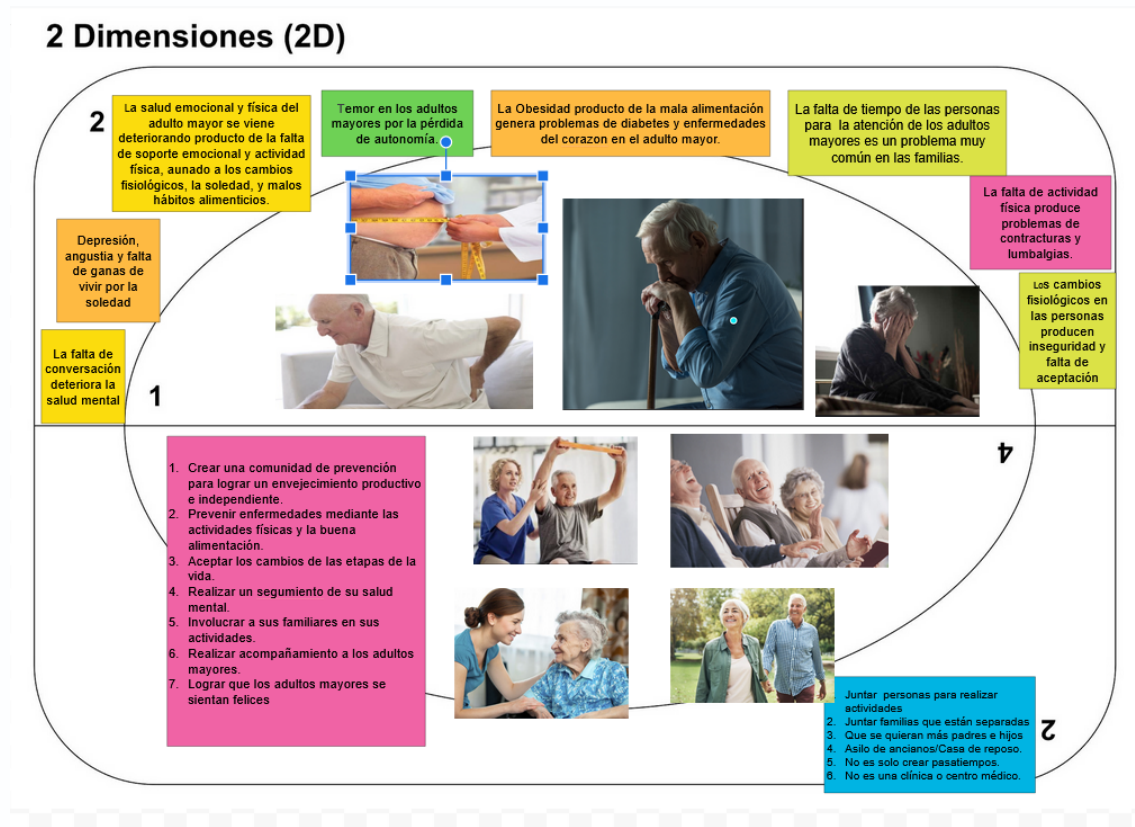 2 Dimensiones (2D)
2
La salud emocional y física del
adulto mayor se viene
deteriorando producto de la falta
de soporte emocional y actividad
física, aunado a los cambios
fisiológicos, la soledad, y malos
hábitos alimenticios.
Temor en los adultos
mayores por la pérdida
de autonomía.
La Obesidad producto de la mala alimentación
genera problemas de diabetes y enfermedades
del corazon en el adulto mayor.
La falta de tiempo de las personas
para la atención de los adultos
mayores es un problema muy
común en las familias.
La falta de actividad
física produce
problemas de
contracturas y
lumbalgias.
Depresión,
angustia y falta
de ganas de
vivir por la
soledad
Los cambios
fisiológicos en
las personas
producen
inseguridad y
falta de
aceptación
La falta de
conversación
deteriora la
salud mental
1
4
1. Crear una comunidad de prevención
para lograr un envejecimiento productivo
e independiente.
2. Prevenir enfermedades mediante las
actividades físicas y la buena
alimentación.
3. Aceptar los cambios de las etapas de la
vida.
4. Realizar un segumiento de su salud
mental.
5. Involucrar a sus familiares en sus
actividades.
6. Realizar acompañamiento a los adultos
mayores.
7. Lograr que los adultos mayores se
sientan felices
Juntar personas para realizar
actividades
2. Juntar familias que están separadas
3. Que se quieran más padres e hijos
4. Asilo de ancianos/Casa de reposo.
5. No es solo crear pasatiempos.
6. No es una clínica o centro médico.
2